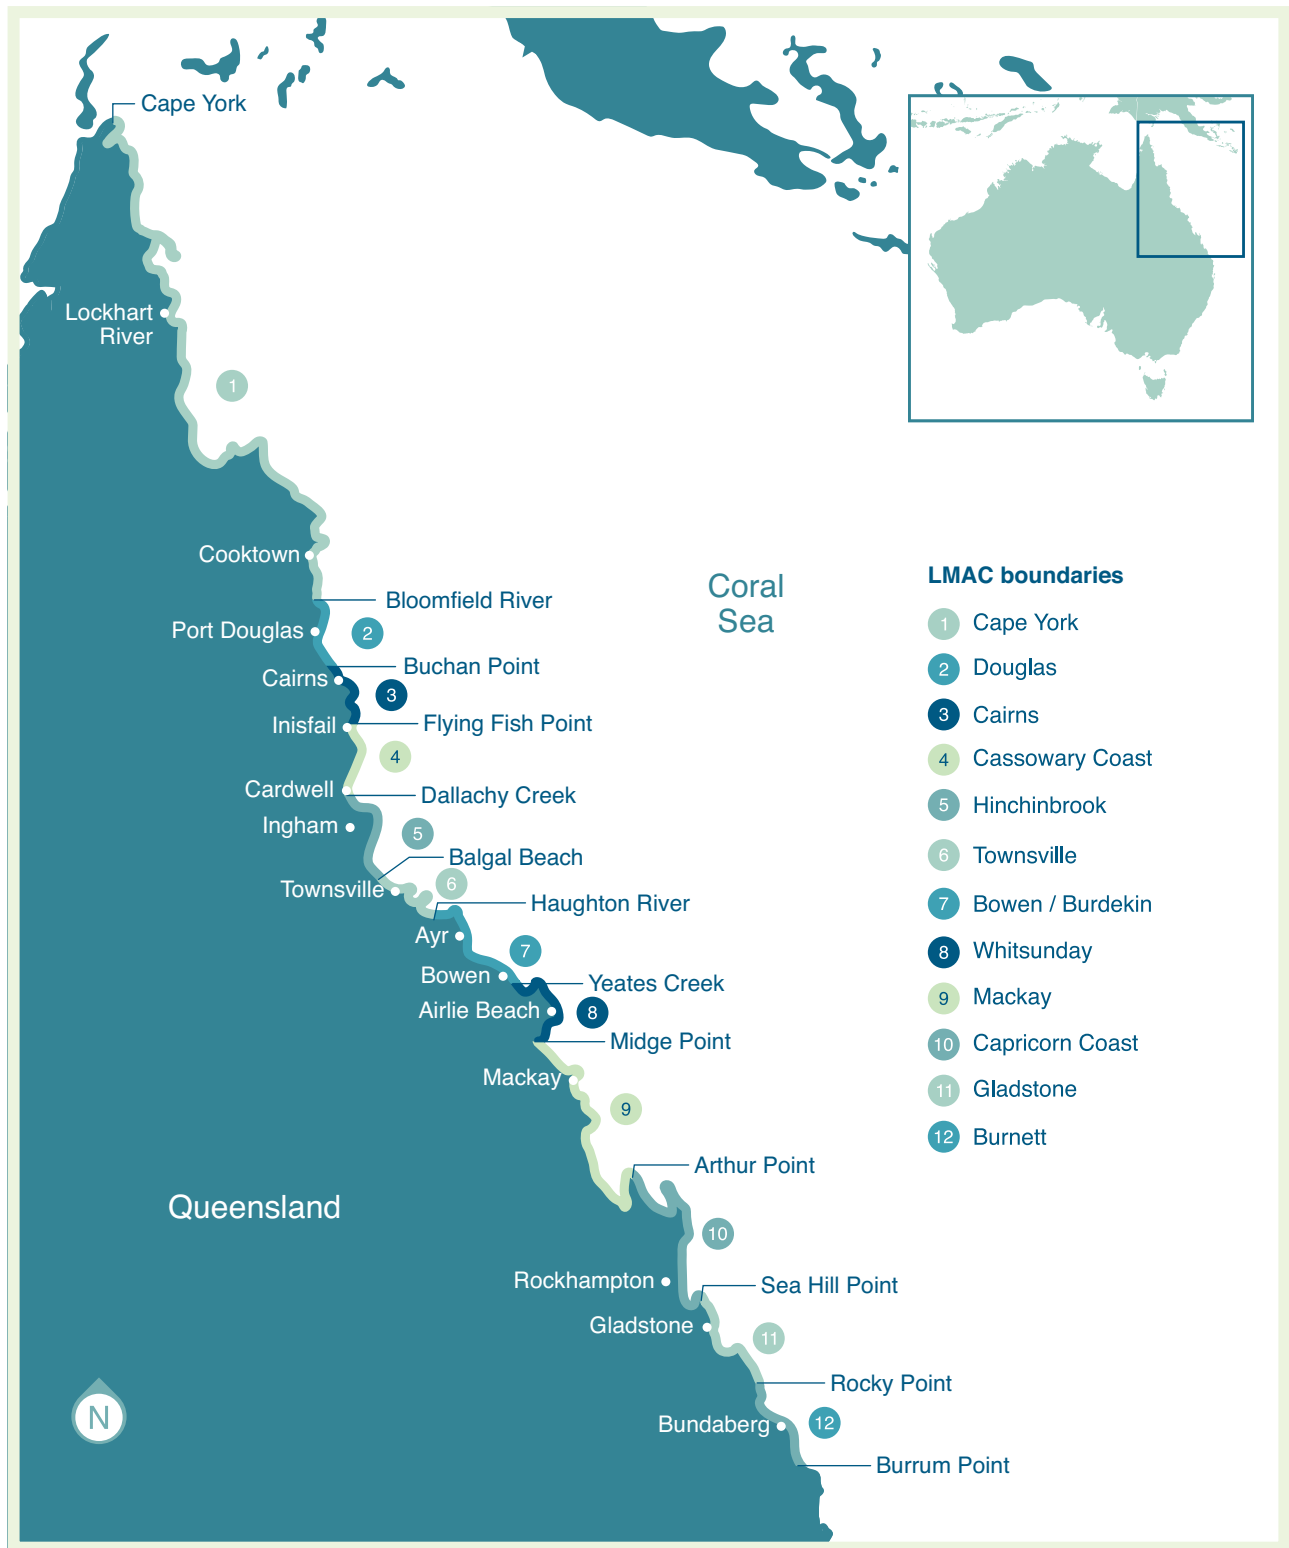 Cape York
Lockhart
River
1
Cooktown
Bloomfield River
Port Douglas
2
Buchan Point
Cairns
3
Inisfail
Flying Fish Point
4
Cardwell
Dallachy Creek
Ingham
5
Balgal Beach
Townsville
6
Haughton River
Ayr
7
Bowen
Yeates Creek
Airlie Beach
8
Midge Point
Mackay
9
Arthur Point
Queensland
10
Rockhampton
Sea Hill Point
Gladstone
11
Rocky Point
Bundaberg
12
Burrum Point
N
Coral
Sea
LMAC boundaries
1 Cape York
2 Douglas
3 Cairns
4 Cassowary Coast
5 Hinchinbrook
6 Townsville
7 Bowen / Burdekin
8 Whitsunday
9 Mackay
10 Capricorn Coast
11 Gladstone
12 Burnett